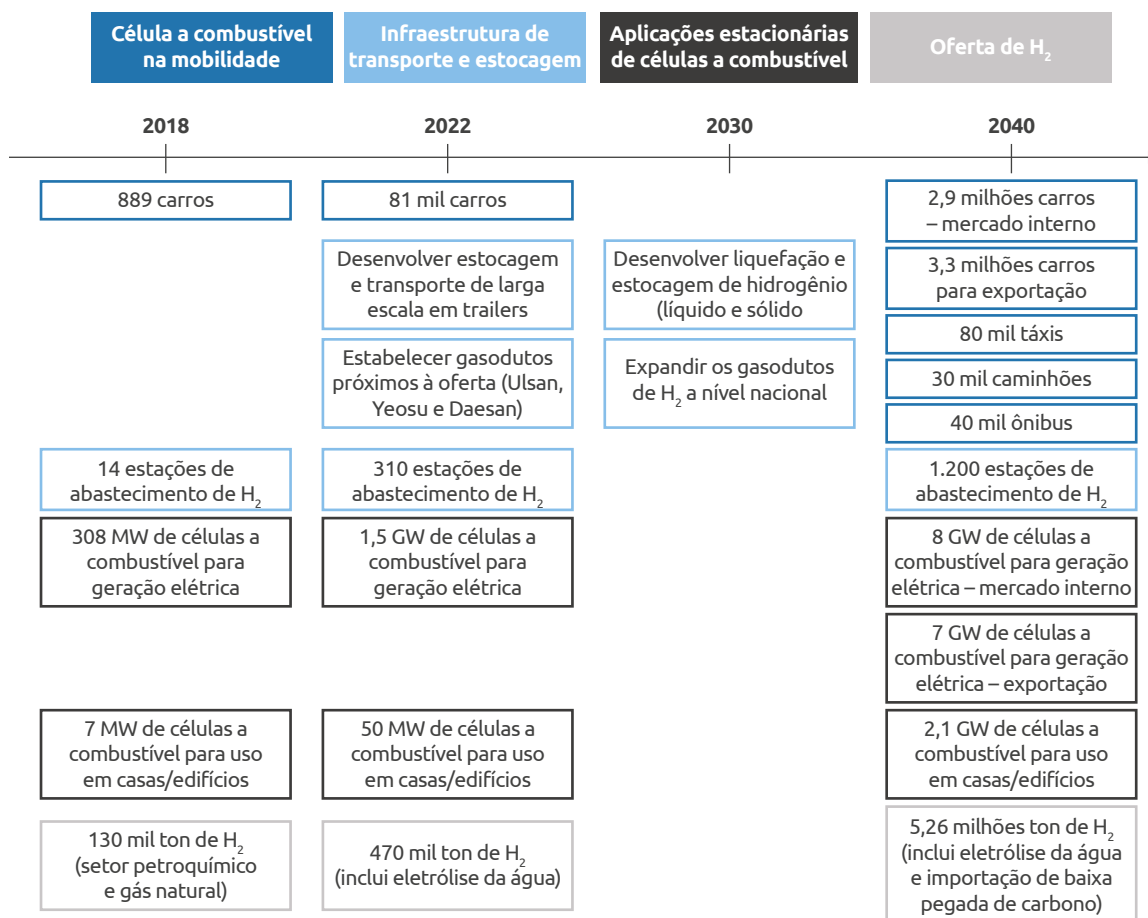 Célula a combustível
na mobilidade
Infraestrutura de
transporte e estocagem
Aplicações estacionárias
de células a combustível
Oferta de H₂
2018
2022
2030
2040
889 carros
81 mil carros
2,9 milhões carros
– mercado interno
Desenvolver estocagem
e transporte de larga
escala em trailers
Desenvolver liquefação e
estocagem de hidrogênio
(líquido e sólido
3,3 milhões carros
para exportação
80 mil táxis
Estabelecer gasodutos
próximos à oferta (Ulsan,
Yeosu e Daesan)
Expandir os gasodutos
de H₂ a nível nacional
30 mil caminhões
40 mil ônibus
14 estações de
abastecimento de H₂
310 estações de
abastecimento de H₂
1.200 estações de
abastecimento de H₂
308 MW de células a
combustível para
geração elétrica
1,5 GW de células a
combustível para
geração elétrica
8 GW de células a
combustível para geração
elétrica – mercado interno
7 GW de células a
combustível para geração
elétrica – exportação
7 MW de células a
combustível para uso
em casas/edifícios
50 MW de células a
combustível para uso
em casas/edifícios
2,1 GW de células a
combustível para uso
em casas/edifícios
130 mil ton de H₂
(setor petroquímico
e gás natural)
470 mil ton de H₂
(inclui eletrólise da água)
5,26 milhões ton de H₂
(inclui eletrólise da água
e importação de baixa
pegada de carbono)